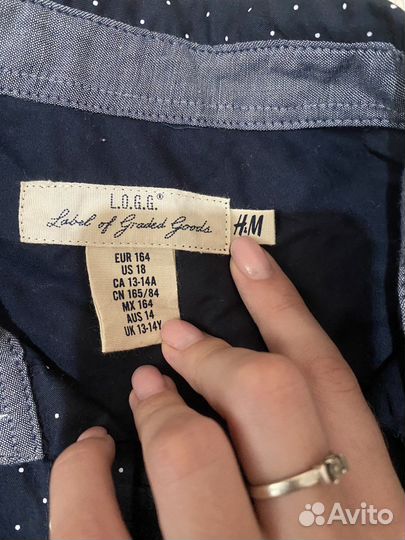 L.O.G.G.®
Label of Graded Goods
H&M
EUR 164
US 18
CA 13-14A
CN 165/84
MX 164
AUS 14
UK 13-14Y
Avito